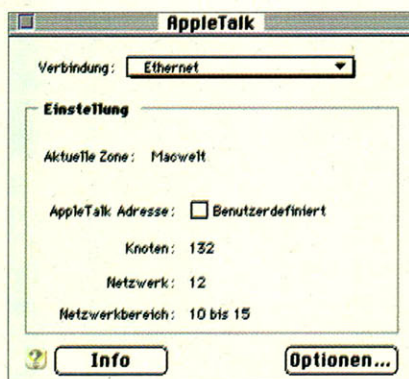 AppleTalk
Verbindung: Ethernet
Einstellung
Aktuelle Zone: Macwelt
AppleTalk Adresse: Benutzerdefiniert
Knoten: 132
Netzwerk: 12
Netzwerkbereich: 10 bis 15
Info Optionen...